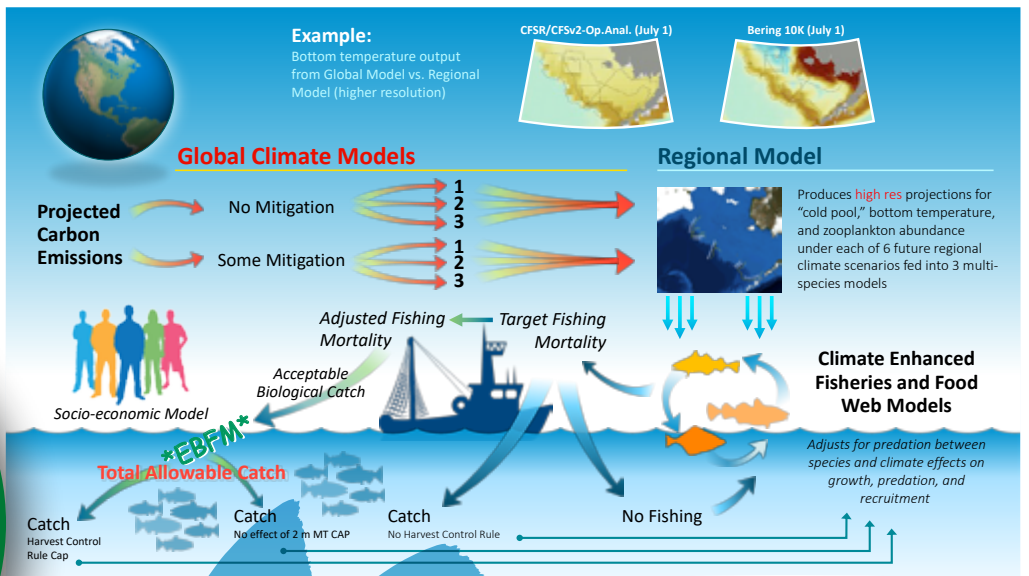 Example:
Bottom temperature output
from Global Model vs. Regional
Model (higher resolution)
CFSR/CFSv2-Op.Anal. (July 1)
Bering 10K (July 1)
Global Climate Models
Regional Model
Projected
Carbon
Emissions
No Mitigation
1
2
3
Some Mitigation
1
2
3
Produces high res projections for
“cold pool,” bottom temperature,
and zooplankton abundance
under each of 6 future regional
climate scenarios fed into 3 multi-
species models
Adjusted Fishing
Mortality
Target Fishing
Mortality
Acceptable
Biological Catch
Socio-economic Model
Climate Enhanced
Fisheries and Food
Web Models
*EBFM*
Total Allowable Catch
Adjusts for predation between
species and climate effects on
growth, predation, and
recruitment
Catch
Harvest Control
Rule Cap
Catch
No effect of 2 m MT CAP
Catch
No Harvest Control Rule
No Fishing